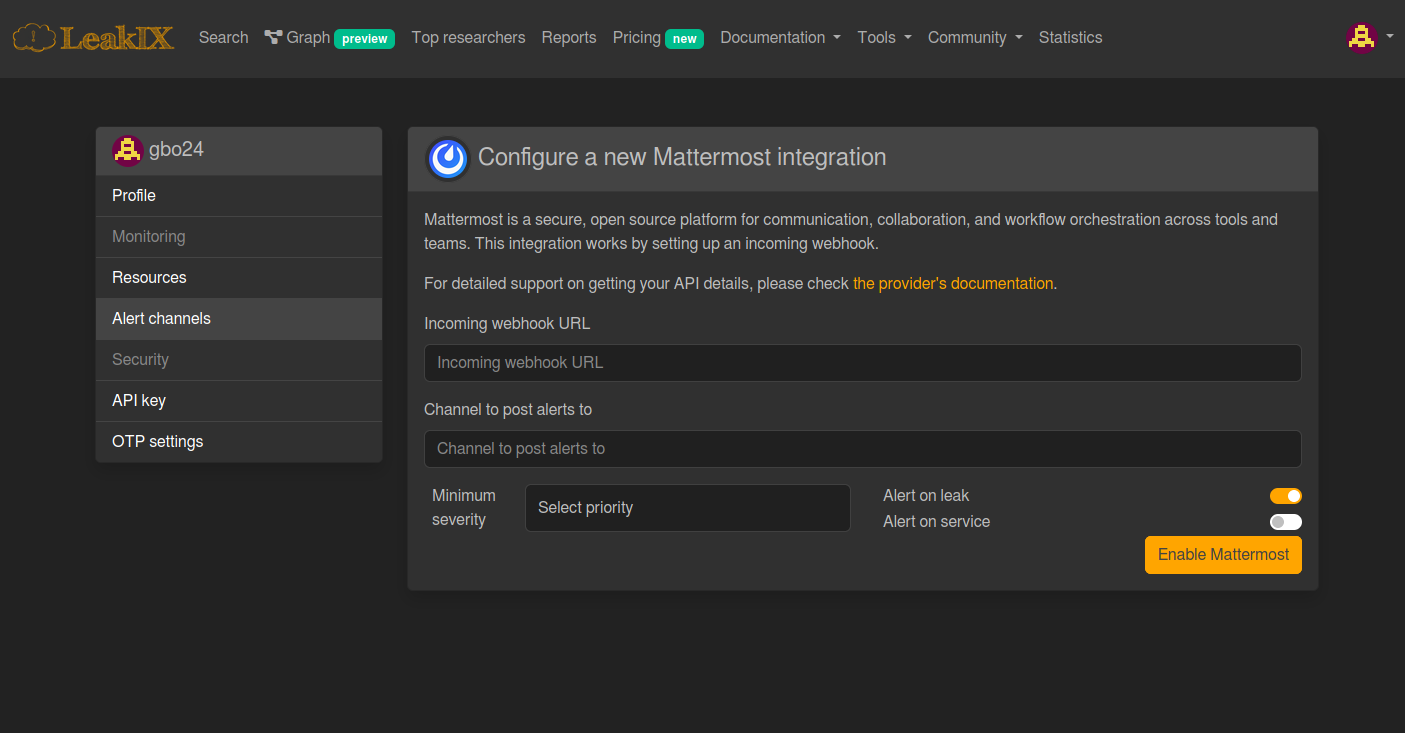 LeakIX Search Graph preview Top researchers Reports Pricing new Documentation Tools Community Statistics
gbo24
Profile
Monitoring
Resources
Alert channels
Security
API key
OTP settings
Configure a new Mattermost integration
Mattermost is a secure, open source platform for communication, collaboration, and workflow orchestration across tools and
teams. This integration works by setting up an incoming webhook.
For detailed support on getting your API details, please check the provider's documentation.
Incoming webhook URL
Incoming webhook URL
Channel to post alerts to
Channel to post alerts to
Minimum
severity
Select priority
Alert on leak
Alert on service
Enable Mattermost